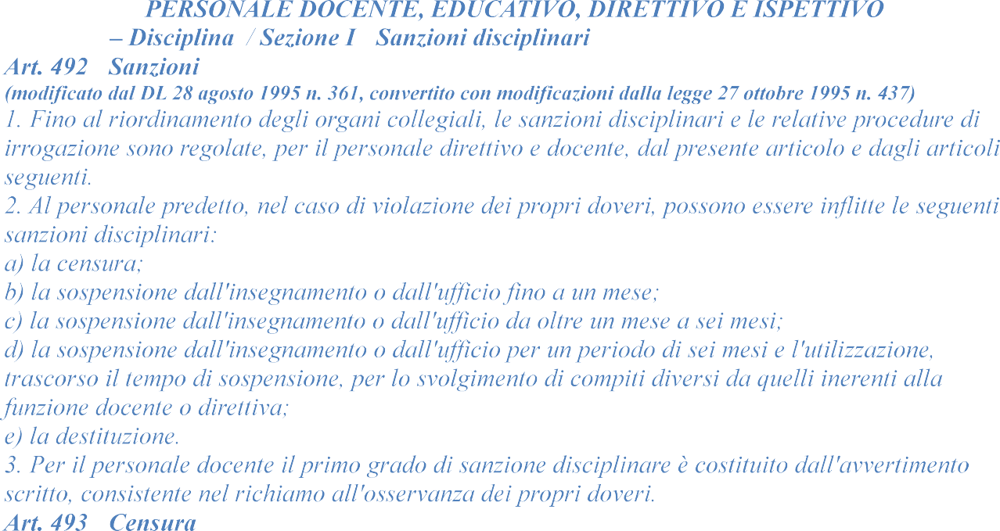 PERSONALE DOCENTE, EDUCATIVO, DIRETTIVO E ISPETTIVO
– Disciplina / Sezione I Sanzioni disciplinari
Art. 492 Sanzioni
(modificato dal DL 28 agosto 1995 n. 361, convertito con modificazioni dalla legge 27 ottobre 1995 n. 437)
1. Fino al riordinamento degli organi collegiali, le sanzioni disciplinari e le relative procedure di
irrogazione sono regolate, per il personale direttivo e docente, dal presente articolo e dagli articoli
seguenti.
2. Al personale predetto, nel caso di violazione dei propri doveri, possono essere inflitte le seguenti
sanzioni disciplinari:
a) la censura;
b) la sospensione dall'insegnamento o dall'ufficio fino a un mese;
c) la sospensione dall'insegnamento o dall'ufficio da oltre un mese a sei mesi;
d) la sospensione dall'insegnamento o dall'ufficio per un periodo di sei mesi e l'utilizzazione,
trascorso il tempo di sospensione, per lo svolgimento di compiti diversi da quelli inerenti alla
funzione docente o direttiva;
e) la destituzione.
3. Per il personale docente il primo grado di sanzione disciplinare è costituito dall'avvertimento
scritto, consistente nel richiamo all'osservanza dei propri doveri.
Art. 493 Censura